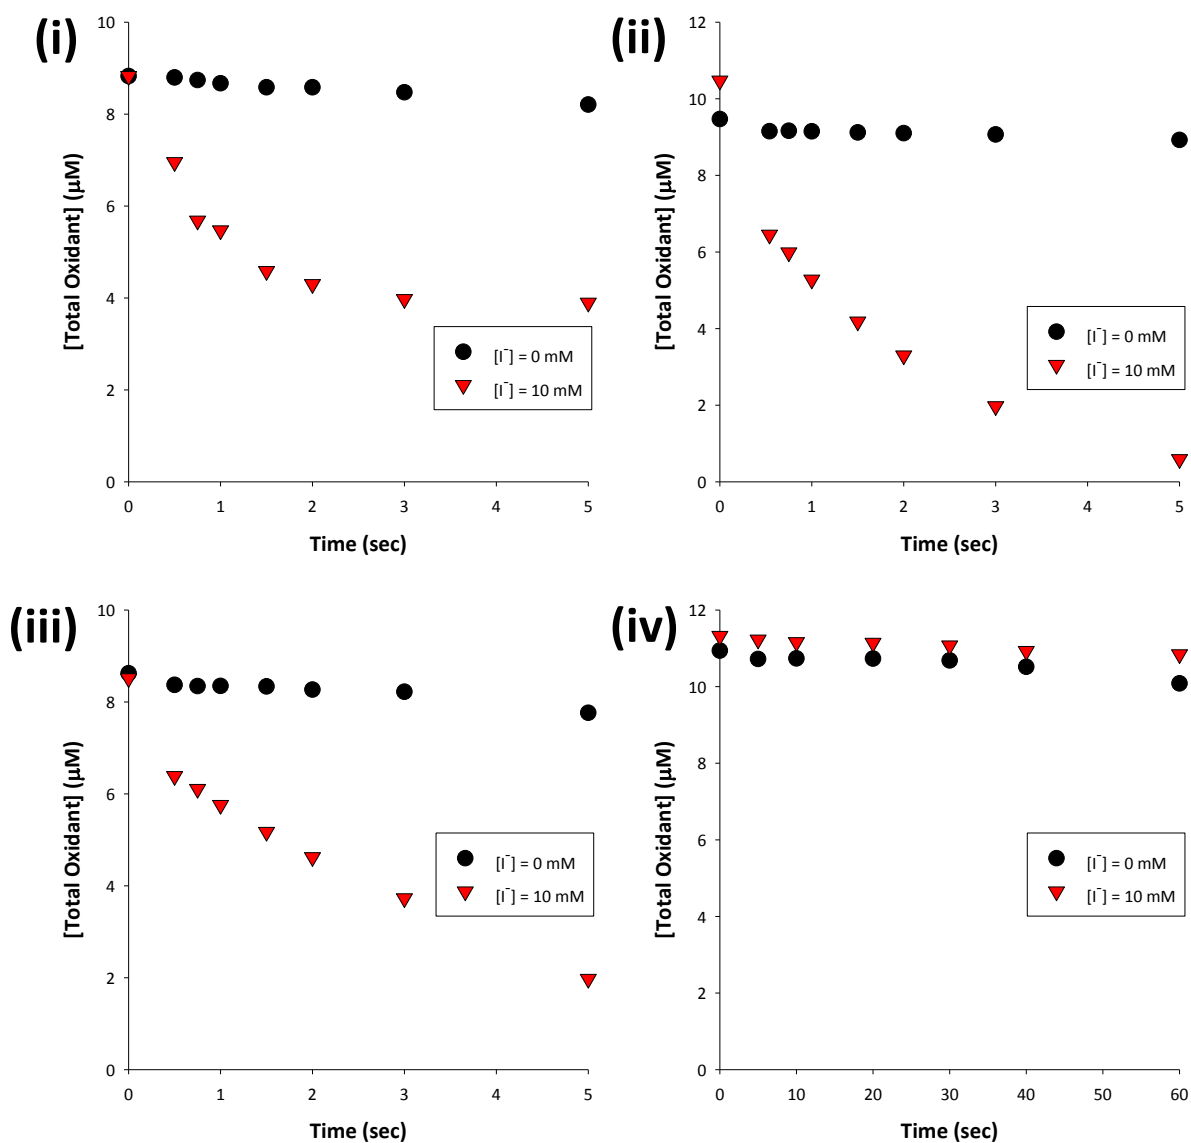 (i)
10
8
6
4
2
0
[Total Oxidant] (µM)
[I⁻] = 0 mM
[I⁻] = 10 mM
0 1 2 3 4 5
Time (sec)
(ii)
12
10
8
6
4
2
0
[Total Oxidant] (µM)
[I⁻] = 0 mM
[I⁻] = 10 mM
0 1 2 3 4 5
Time (sec)
(iii)
10
8
6
4
2
0
[Total Oxidant] (µM)
[I⁻] = 0 mM
[I⁻] = 10 mM
0 1 2 3 4 5
Time (sec)
(iv)
12
10
8
6
4
2
0
[Total Oxidant] (µM)
[I⁻] = 0 mM
[I⁻] = 10 mM
0 10 20 30 40 50 60
Time (sec)